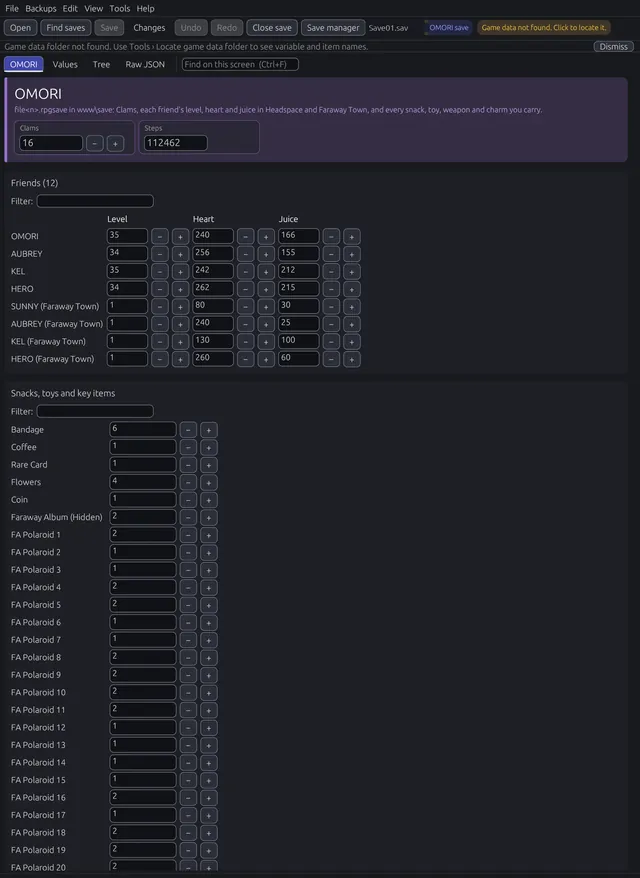 File Backups Edit View Tools Help
Open Find saves Save Changes Undo Redo Close save Save manager Save01.sav OMORI save Game data not found. Click to locate it.
Game data folder not found. Use Tools › Locate game data folder to see variable and item names. Dismiss
OMORI Values Tree Raw JSON Find on this screen (Ctrl+F)
OMORI
file<n>.rpgsave in www\save: Clams, each friend's level, heart and juice in Headspace and Faraway Town, and every snack, toy, weapon and charm you carry.
Clams Steps
16 − + 112462
Friends (12)
Filter:
Level Heart Juice
OMORI 35 − + 240 − + 166 − +
AUBREY 34 − + 256 − + 155 − +
KEL 35 − + 242 − + 212 − +
HERO 34 − + 262 − + 215 − +
SUNNY (Faraway Town) 1 − + 80 − + 30 − +
AUBREY (Faraway Town) 1 − + 240 − + 25 − +
KEL (Faraway Town) 1 − + 130 − + 100 − +
HERO (Faraway Town) 1 − + 260 − + 60 − +
Snacks, toys and key items
Filter:
Bandage 6 − +
Coffee 1 − +
Rare Card 1 − +
Flowers 4 − +
Coin 1 − +
Faraway Album (Hidden) 2 − +
FA Polaroid 1 2 − +
FA Polaroid 2 1 − +
FA Polaroid 3 1 − +
FA Polaroid 4 2 − +
FA Polaroid 5 2 − +
FA Polaroid 6 1 − +
FA Polaroid 7 1 − +
FA Polaroid 8 2 − +
FA Polaroid 9 2 − +
FA Polaroid 10 2 − +
FA Polaroid 11 2 − +
FA Polaroid 12 1 − +
FA Polaroid 13 1 − +
FA Polaroid 14 1 − +
FA Polaroid 15 1 − +
FA Polaroid 16 2 − +
FA Polaroid 17 1 − +
FA Polaroid 18 2 − +
FA Polaroid 19 2 − +
FA Polaroid 20 2 − +